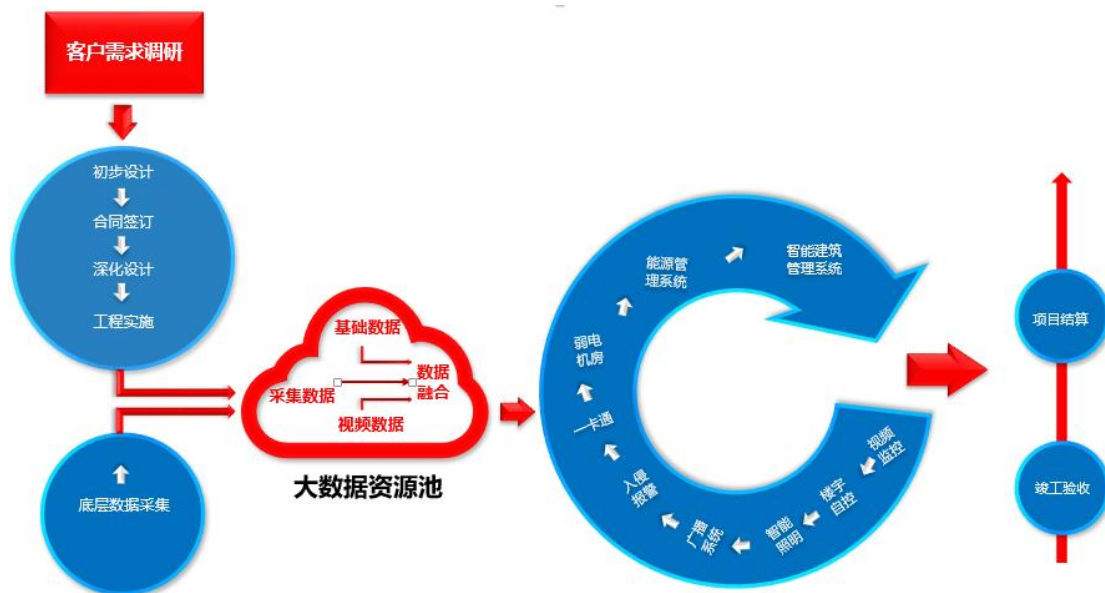 客户需求调研
初步设计
合同签订
深化设计
工程实施
底层数据采集
基础数据
采集数据
数据
融合
视频数据
大数据资源池
视频
监控
楼宇
自控
智能
照明
广播
系统
入侵
报警
一卡通
弱电
机房
能源管
理系统
智能建筑
管理系统
项目结算
竣工验收